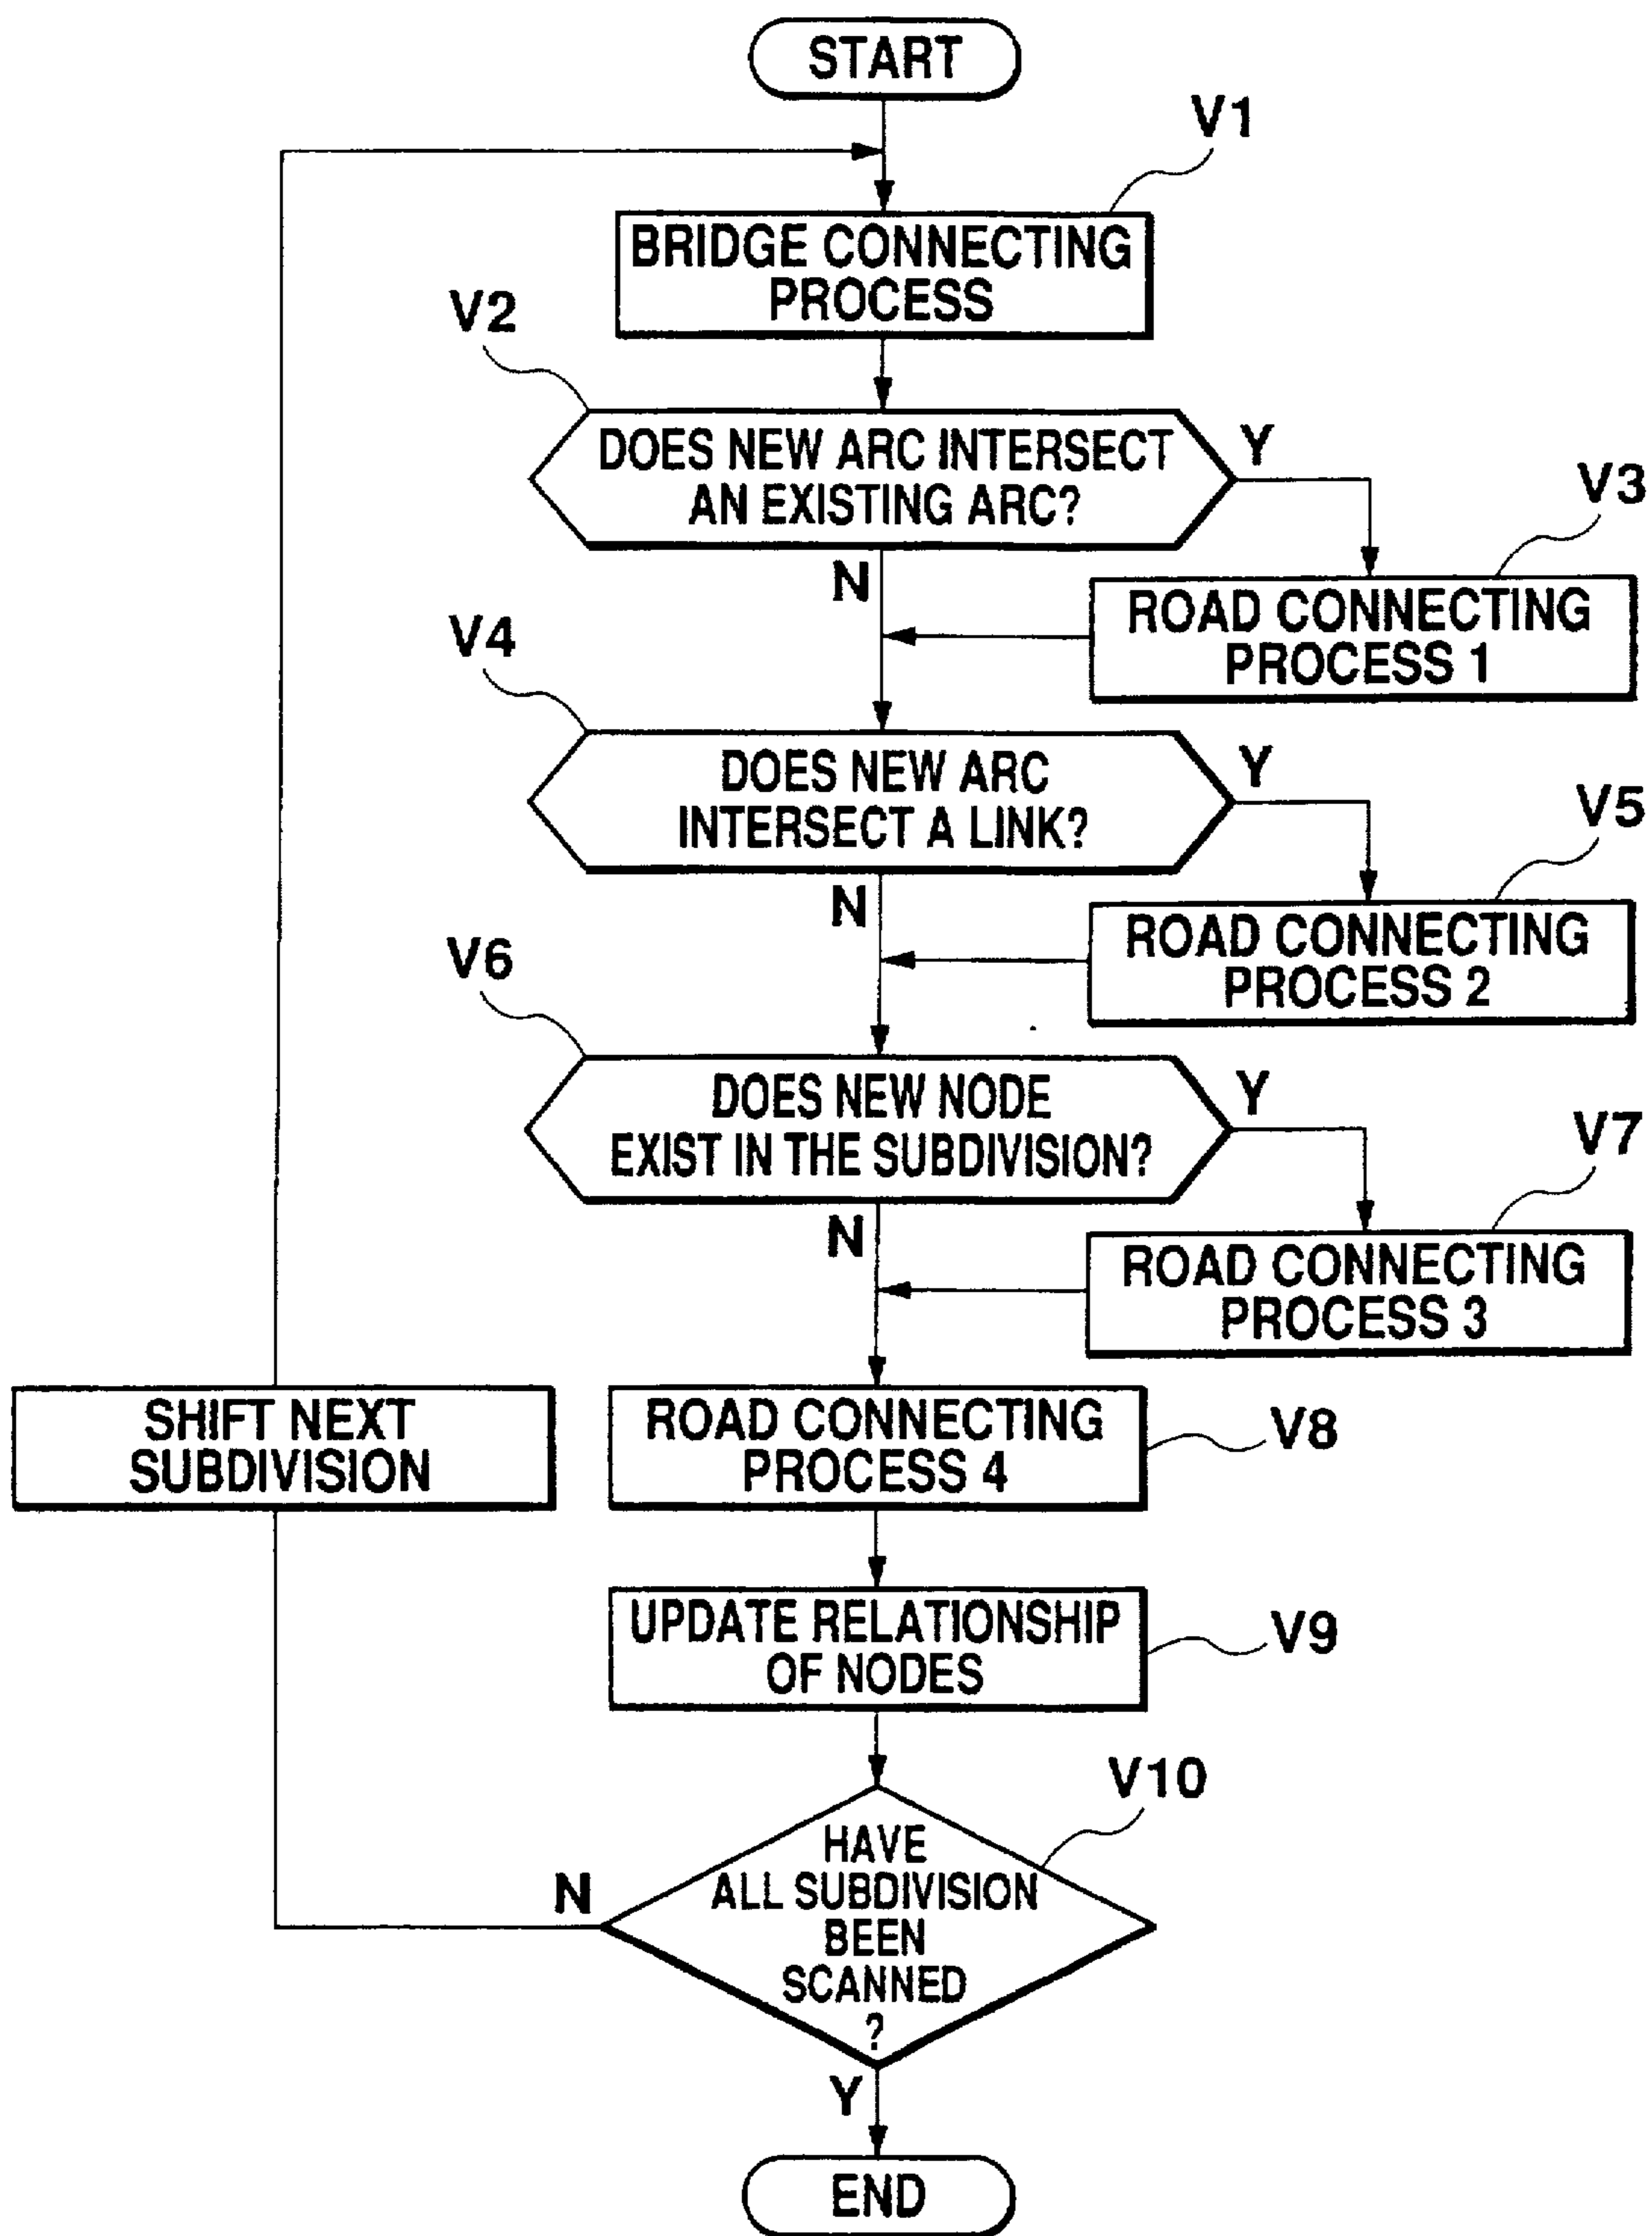 START
V1
BRIDGE CONNECTING
PROCESS
V2
DOES NEW ARC INTERSECT
AN EXISTING ARC?
Y
V3
N
ROAD CONNECTING
PROCESS 1
V4
DOES NEW ARC
INTERSECT A LINK?
Y
V5
N
ROAD CONNECTING
PROCESS 2
V6
DOES NEW NODE
EXIST IN THE SUBDIVISION?
Y
V7
N
ROAD CONNECTING
PROCESS 3
SHIFT NEXT
SUBDIVISION
ROAD CONNECTING
PROCESS 4
V8
UPDATE RELATIONSHIP
OF NODES
V9
V10
HAVE
ALL SUBDIVISION
BEEN
SCANNED
?
N
Y
END